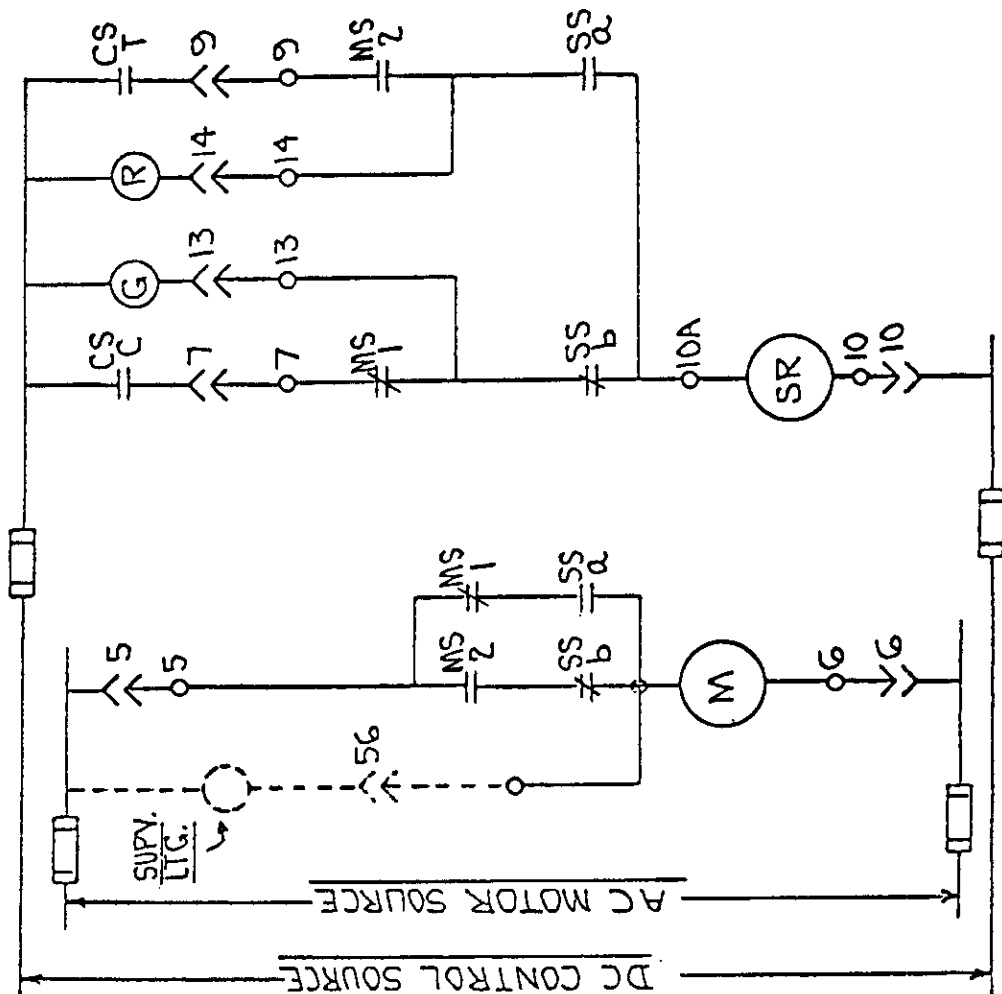 CS
T
9
9
MS
2
SS
a
R
14
14
G
13
13
CS
C
7
7
MS
1
SS
b
10A
SR
10
10
5
5
MS
1
SS
a
MS
2
SS
b
M
6
6
56
SUPV.
LTG.
AC MOTOR SOURCE
DC CONTROL SOURCE